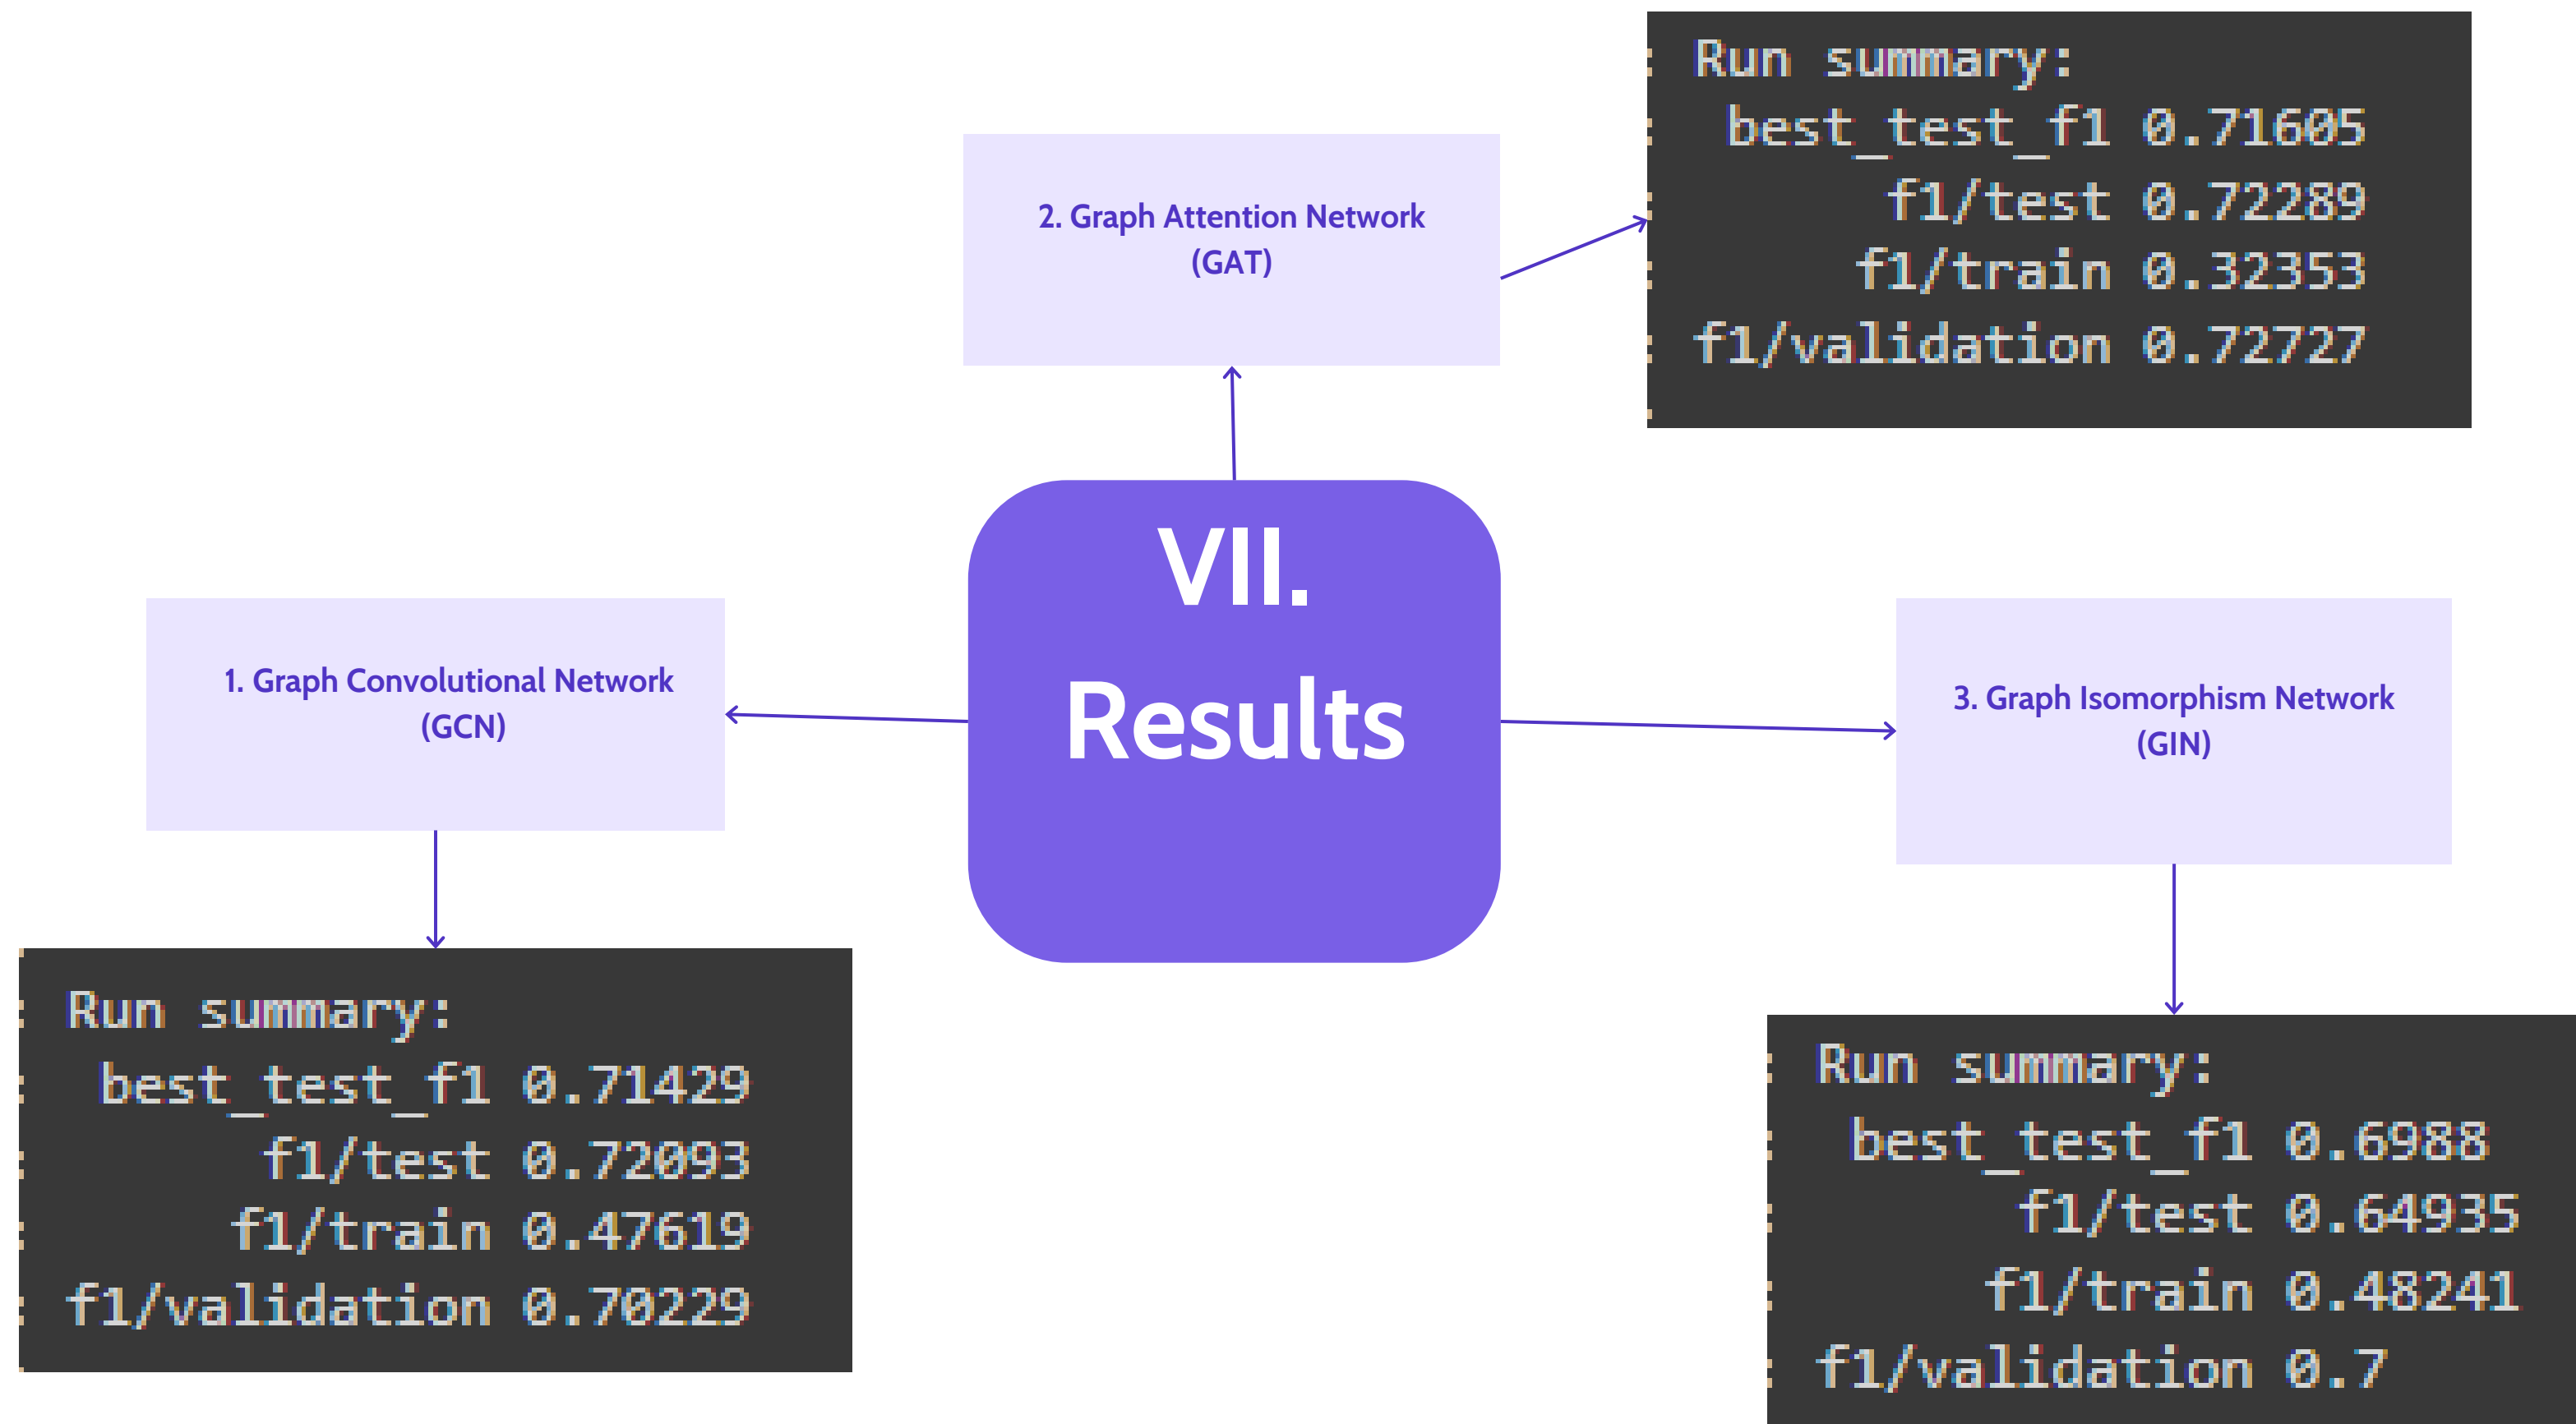 VII.
Results
1. Graph Convolutional Network
(GCN)
: Run summary:
: best_test_f1 0.71429
: f1/test 0.72093
: f1/train 0.47619
: f1/validation 0.70229
2. Graph Attention Network
(GAT)
: Run summary:
: best_test_f1 0.71605
: f1/test 0.72289
: f1/train 0.32353
: f1/validation 0.72727
3. Graph Isomorphism Network
(GIN)
: Run summary:
: best_test_f1 0.6988
: f1/test 0.64935
: f1/train 0.48241
: f1/validation 0.7